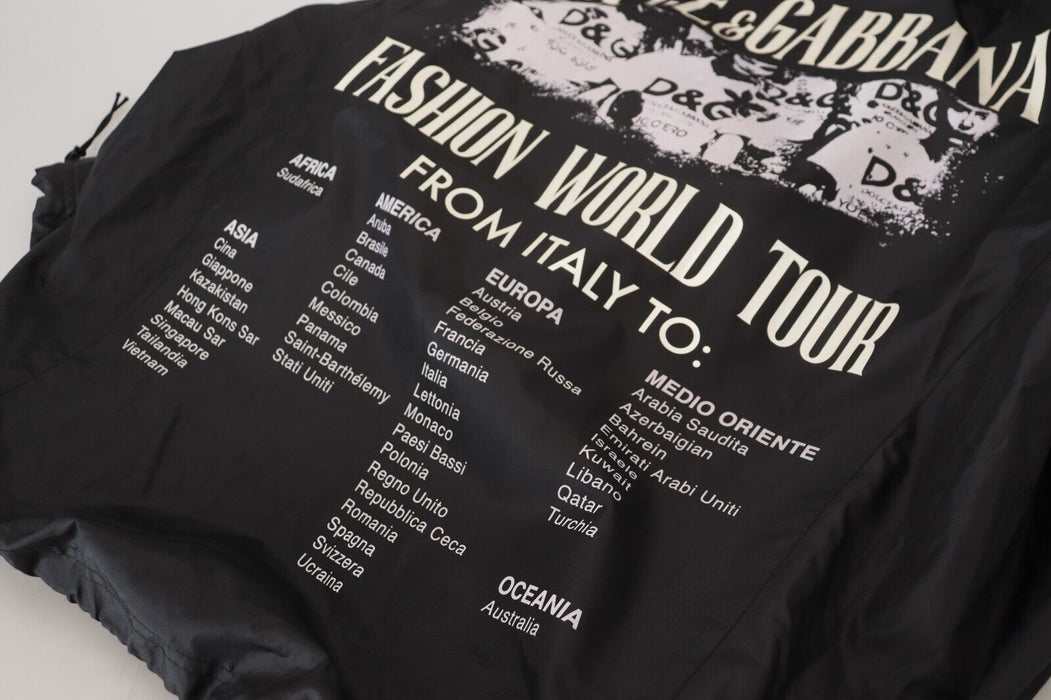 &GABBANA
D&G
D&G
D&G
D&G
FASHION WORLD TOUR
FROM ITALY TO:
AFRICA
Sudafrica
AMERICA
Aruba
Brasile
Canada
Cile
Colombia
Messico
Panama
Saint-Barthélemy
Stati Uniti
ASIA
Cina
Giappone
Kazakistan
Hong Kons Sar
Macau Sar
Singapore
Tailandia
Vietnam
EUROPA
Austria
Belgio
Federazione Russa
Francia
Germania
Italia
Lettonia
Monaco
Paesi Bassi
Polonia
Regno Unito
Repubblica Ceca
Romania
Spagna
Svizzera
Ucraina
MEDIO ORIENTE
Arabia Saudita
Azerbaigian
Bahrein
Emirati Arabi Uniti
Israele
Kuwait
Libano
Qatar
Turchia
OCEANIA
Australia